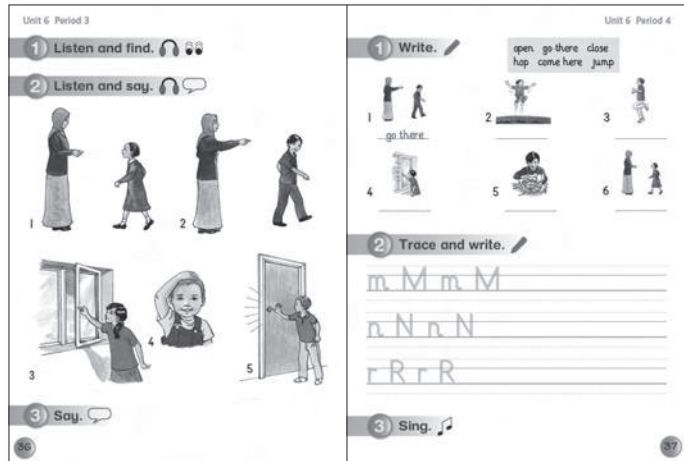 Unit 6 Period 3
1 Listen and find.
2 Listen and say.
1
2
3
4
5
3 Say.
36
Unit 6 Period 4
1 Write.
open go there close
hop come here jump
1
2
3
go there
4
5
6
2 Trace and write.
m M m M
n N n N
r R r R
3 Sing.
37